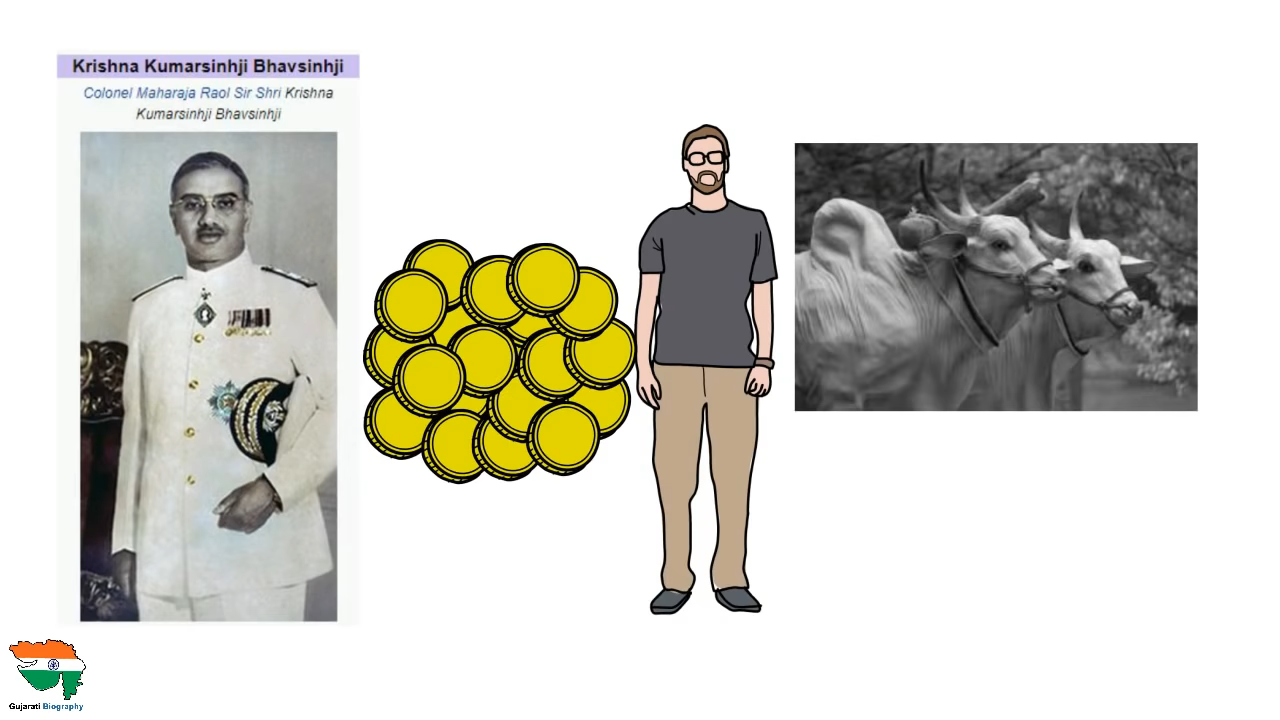 Krishna Kumarsinhji Bhavsinhji
Colonel Maharaja Raol Sir Shri Krishna
Kumarsinhji Bhavsinhji
Gujarati Biography